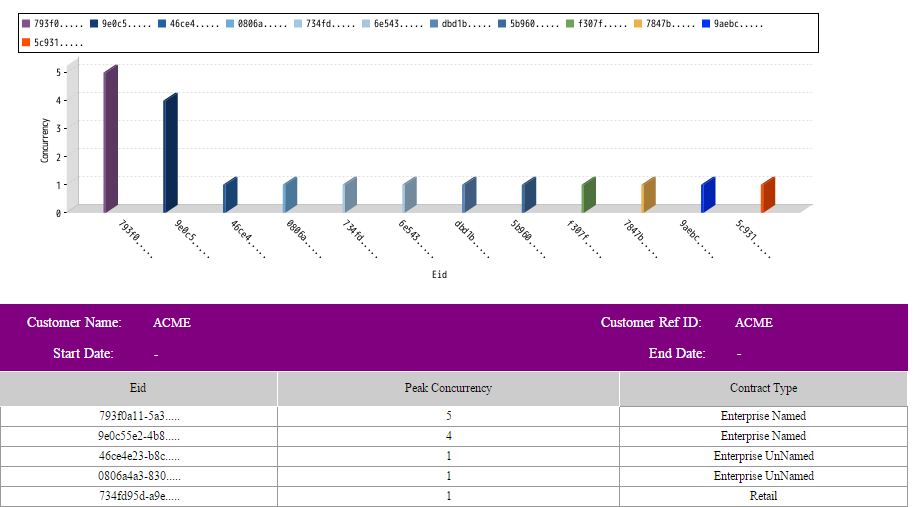 793f0..... 9e0c5..... 46ce4..... 0806a..... 734fd..... 6e543..... dbd1b..... 5b960..... f307f..... 7847b..... 9aebc.....
5c931.....
Concurrency
5
4
3
2
1
0
793f0..... 9e0c5..... 46ce4..... 0806a..... 734fd..... 6e543..... dbd1b..... 5b960..... f307f..... 7847b..... 9aebc..... 5c931.....
Eid
Customer Name: ACME Customer Ref ID: ACME
Start Date: - End Date: -
Eid Peak Concurrency Contract Type
793f0a11-5a3..... 5 Enterprise Named
9e0c55e2-4b8..... 4 Enterprise Named
46ce4e23-b8c..... 1 Enterprise UnNamed
0806a4a3-830..... 1 Enterprise UnNamed
734fd95d-a9e..... 1 Retail